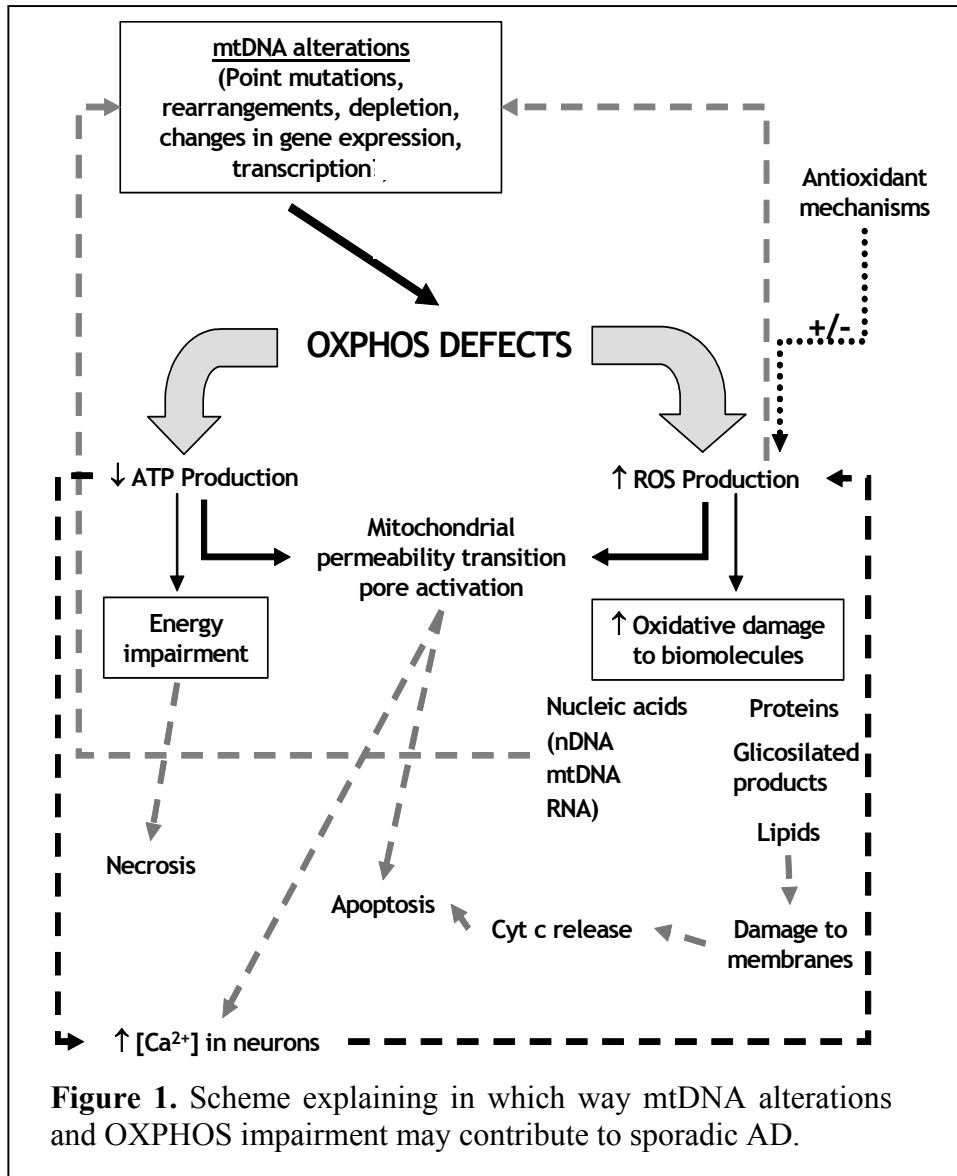 mtDNA alterations
(Point mutations,
rearrangements, depletion,
changes in gene expression,
transcription
Antioxidant
mechanisms
+/-
OXPHOS DEFECTS
↓ ATP Production
↑ ROS Production
Mitochondrial
permeability transition
pore activation
Energy
impairment
↑ Oxidative damage
to biomolecules
Nucleic acids
(nDNA
mtDNA
RNA)
Proteins
Glicosilated
products
Lipids
Necrosis
Apoptosis
Cyt c release
Damage to
membranes
↑ [Ca²⁺] in neurons
Figure 1. Scheme explaining in which way mtDNA alterations
and OXPHOS impairment may contribute to sporadic AD.